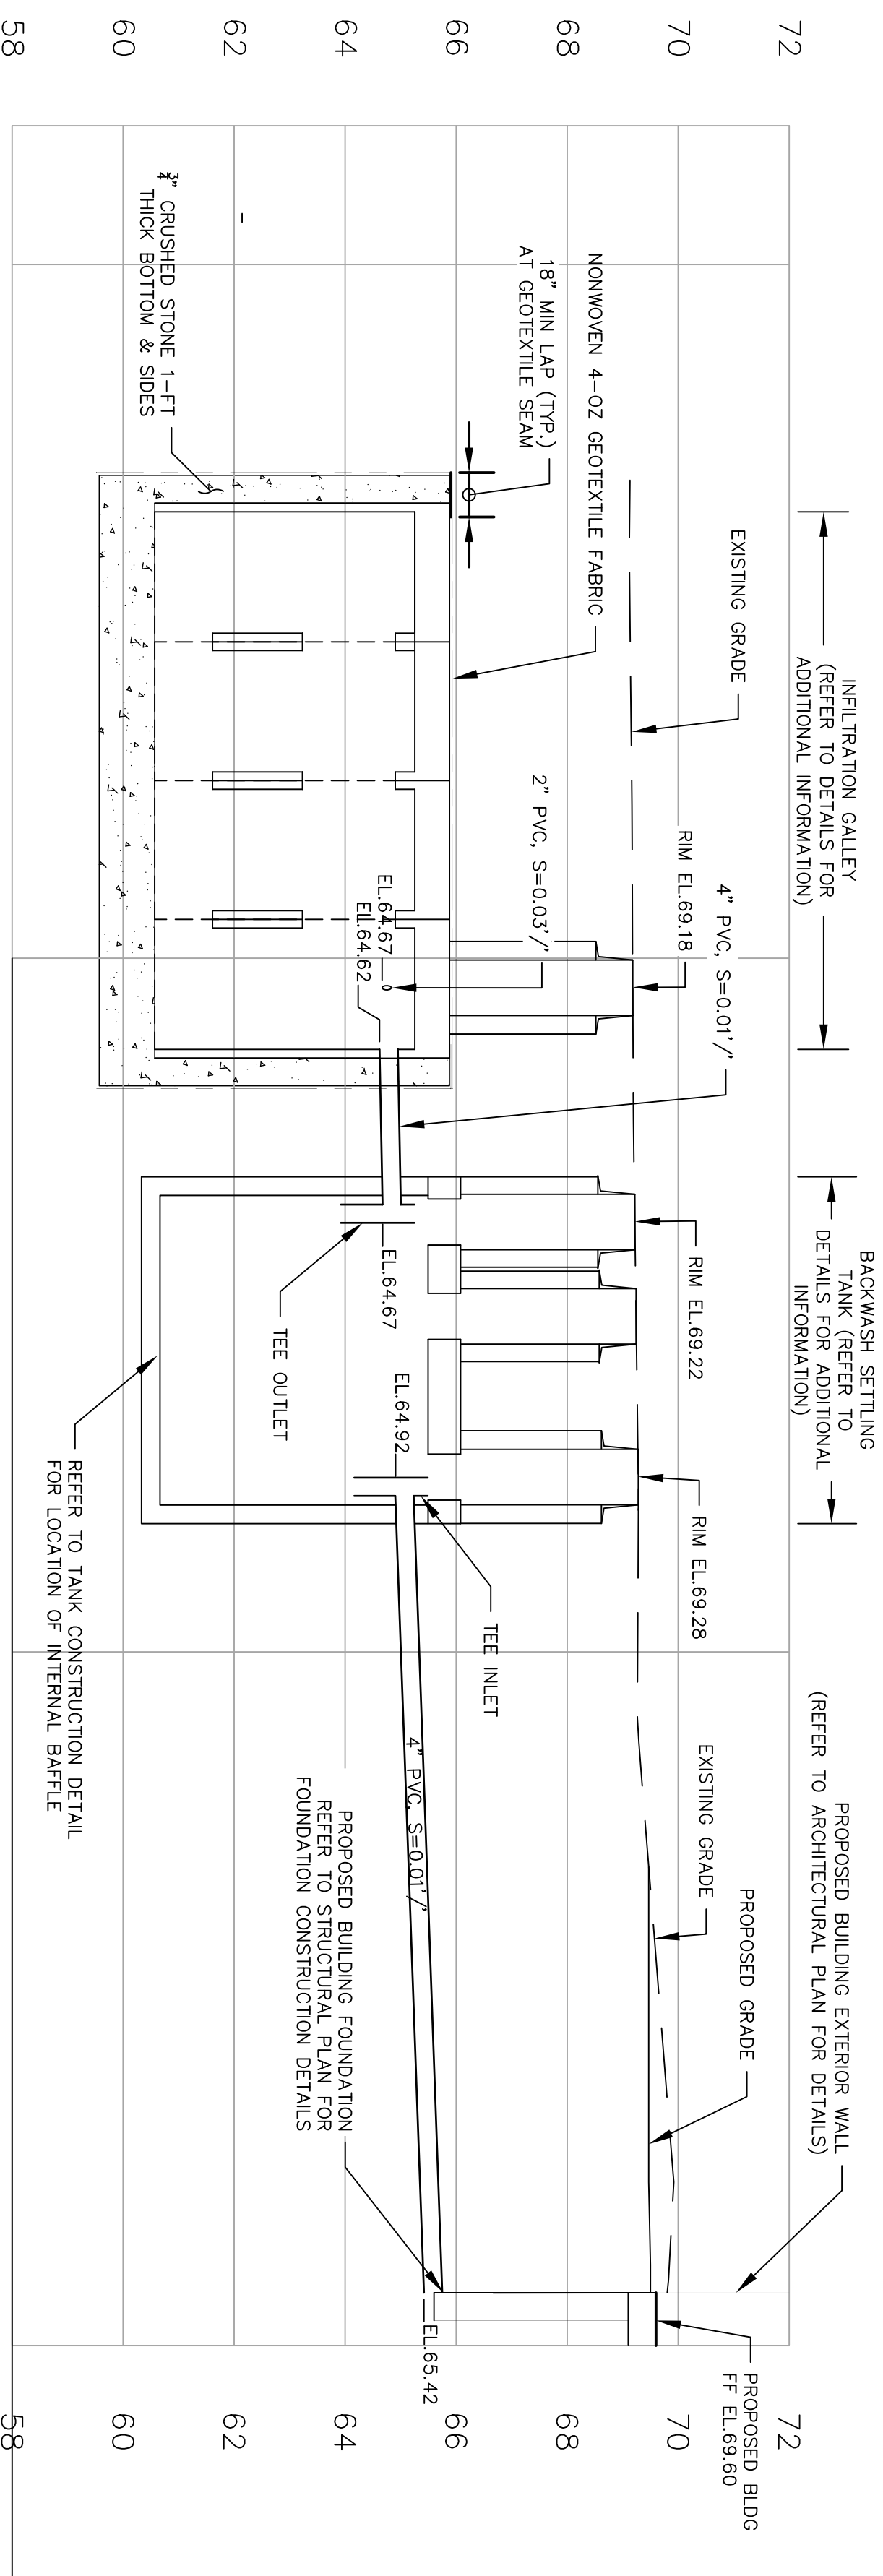 72
70
68
66
64
62
60
58
INFILTRATION GALLEY
(REFER TO DETAILS FOR
ADDITIONAL INFORMATION)
BACKWASH SETTLING
TANK (REFER TO
DETAILS FOR ADDITIONAL
INFORMATION)
PROPOSED BUILDING EXTERIOR WALL
(REFER TO ARCHITECTURAL PLAN FOR DETAILS)
EXISTING GRADE
RIM EL.69.18
4" PVC, S=0.01'/'
RIM EL.69.22
RIM EL.69.28
EXISTING GRADE
PROPOSED GRADE
PROPOSED BLDG
FF EL.69.60
NONWOVEN 4-OZ GEOTEXTILE FABRIC
18" MIN LAP (TYP.)
AT GEOTEXTILE SEAM
2" PVC, S=0.03'/'
TEE INLET
EL.64.67
EL.64.62
EL.64.67
EL.64.92
4" PVC, S=0.01'/'
EL.65.42
TEE OUTLET
PROPOSED BUILDING FOUNDATION
REFER TO STRUCTURAL PLAN FOR
FOUNDATION CONSTRUCTION DETAILS
¾" CRUSHED STONE 1-FT
THICK BOTTOM & SIDES
REFER TO TANK CONSTRUCTION DETAIL
FOR LOCATION OF INTERNAL BAFFLE
72
70
68
66
64
62
60
58